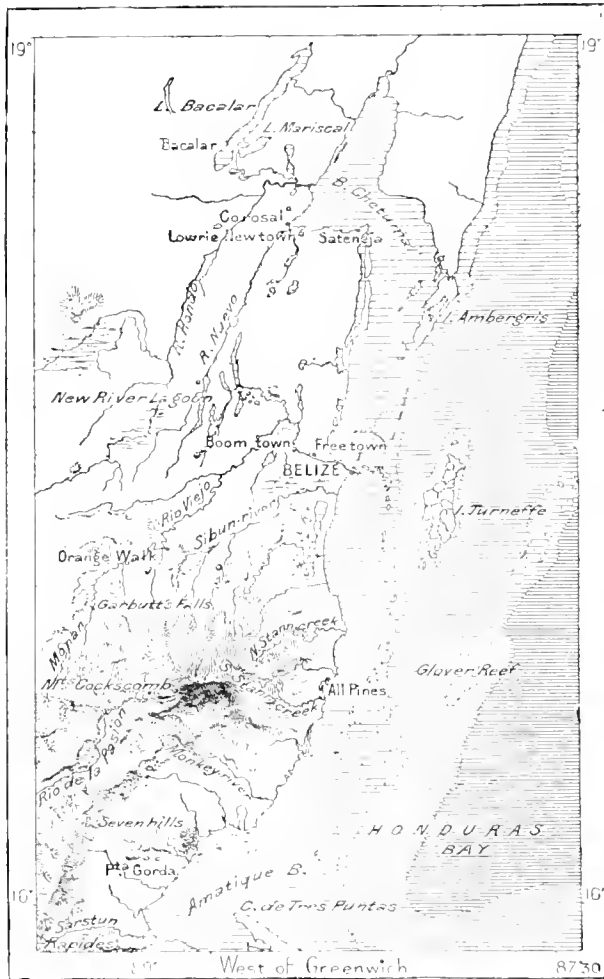 19° 19°
L. Bacalar
L. Mariscal
Bacalar
B. Chetumal
Corosal
Lowrie Newtown Sateneja
R. Hondo
R. Nuevo
I. Ambergris
New River Lagoon
Boom town Freetown
BELIZE
Rio Viejo
Sibun river
I. Turneffe
Orange Walk
Garbutt's Falls
Mopan
N. Stann creek
Glover Reef
Mt. Cockscomb
S. Stann creek
All Pines
Rio de la Pasion
Monkey river
Seven hills
HONDURAS
BAY
Pta Gorda
Amatique B.
16° 16°
C. de Tres Puntas
Sarstun
Rapides
89° West of Greenwich 8730